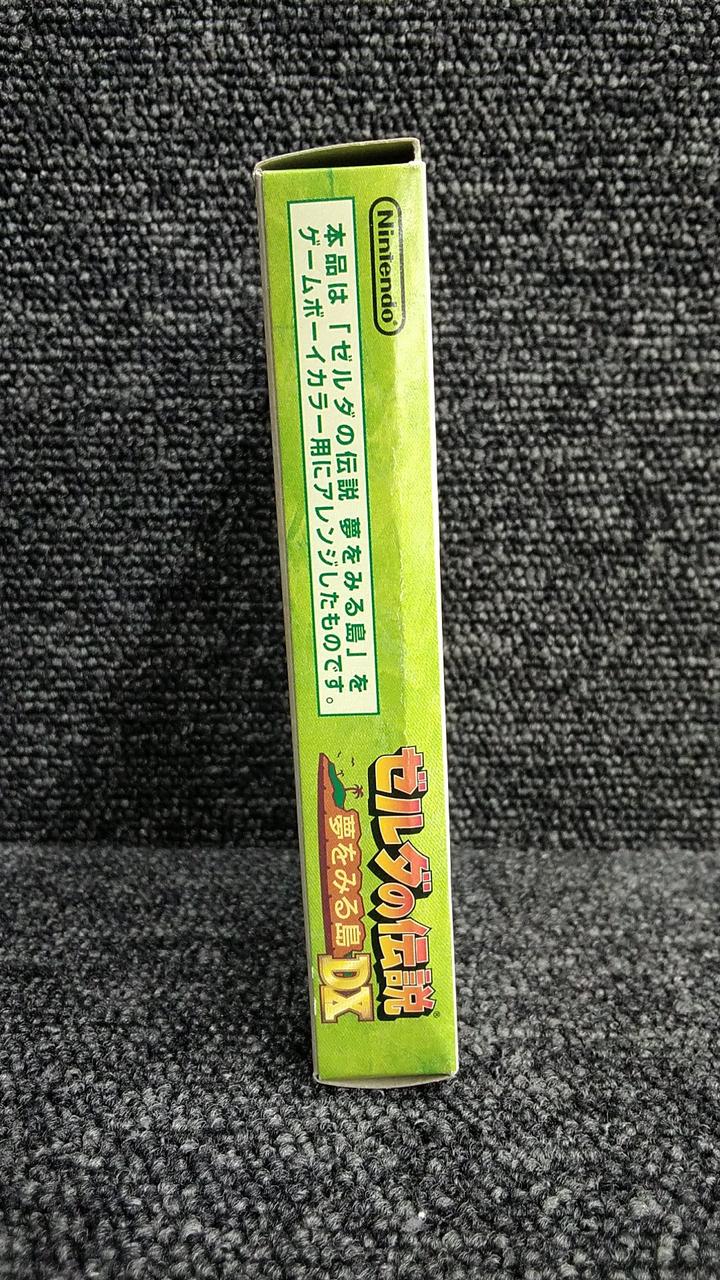 Nintendo
本品は「ゼルダの伝説 夢をみる島」を
ゲームボーイカラー用にアレンジしたものです。
ゼルダの伝説
夢をみる島
DX